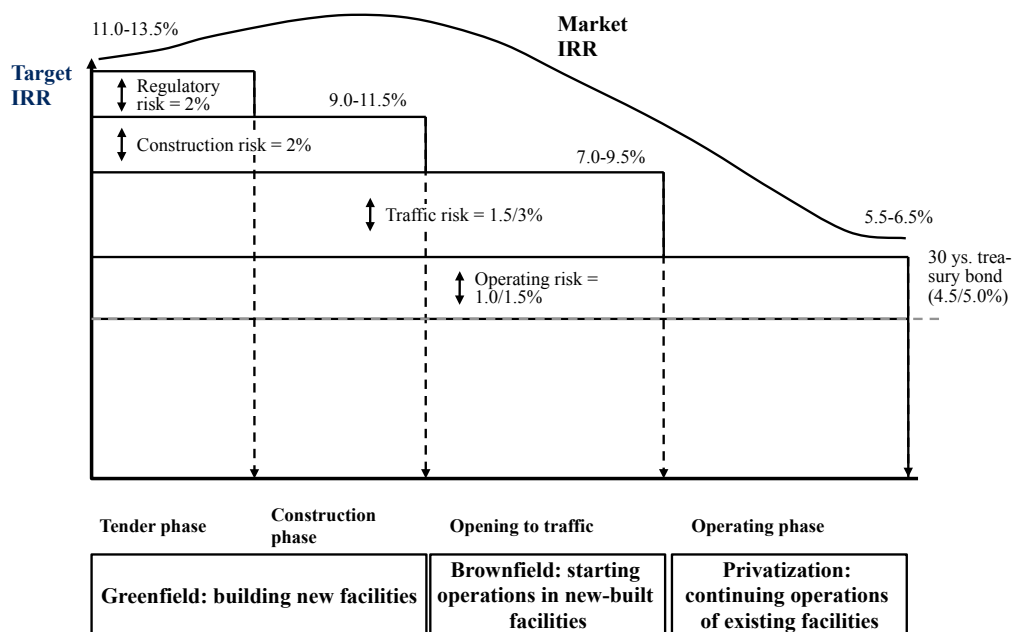 11.0-13.5%
Market
IRR
Target
IRR
Regulatory
risk = 2%
9.0-11.5%
Construction risk = 2%
7.0-9.5%
Traffic risk = 1.5/3%
5.5-6.5%
30 ys. trea-
sury bond
(4.5/5.0%)
Operating risk =
1.0/1.5%
Tender phase
Construction
phase
Opening to traffic
Operating phase
Greenfield: building new facilities
Brownfield: starting
operations in new-built
facilities
Privatization:
continuing operations
of existing facilities